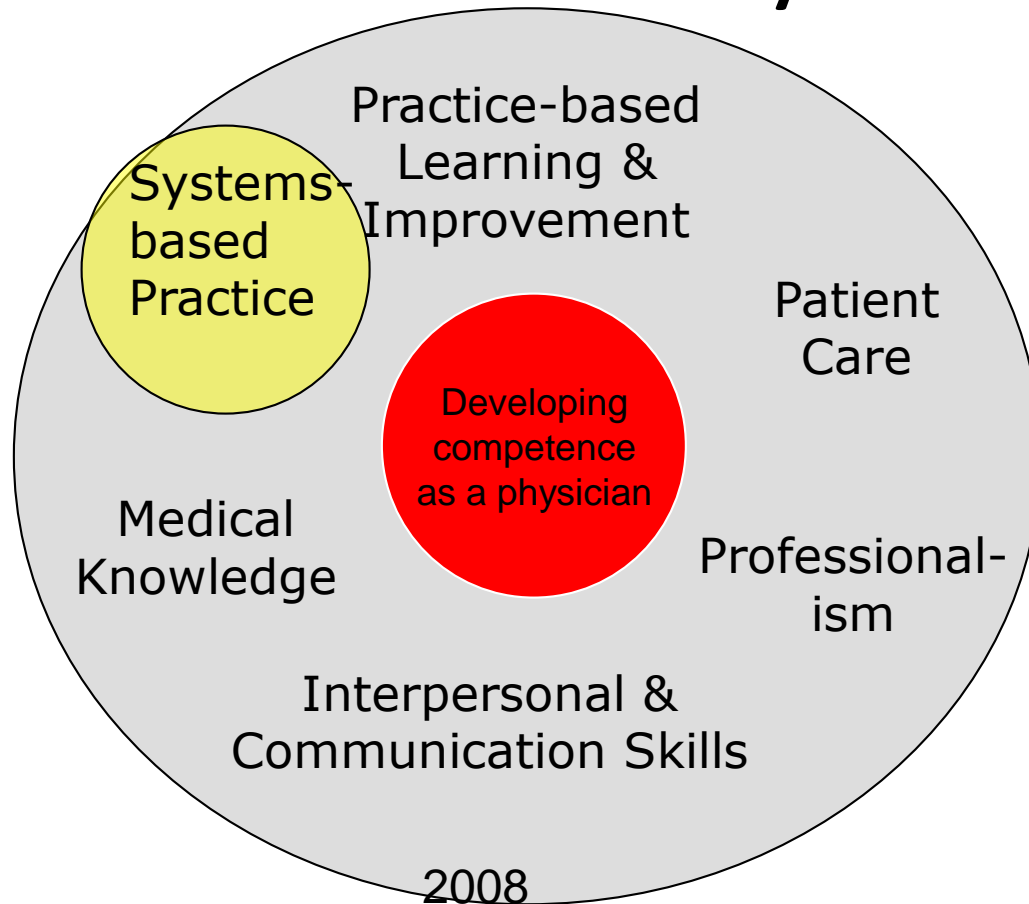 Practice-based
Learning &
Improvement
Systems-
based
Practice
Patient
Care
Developing
competence
as a physician
Medical
Knowledge
Professional-
ism
Interpersonal &
Communication Skills
2008